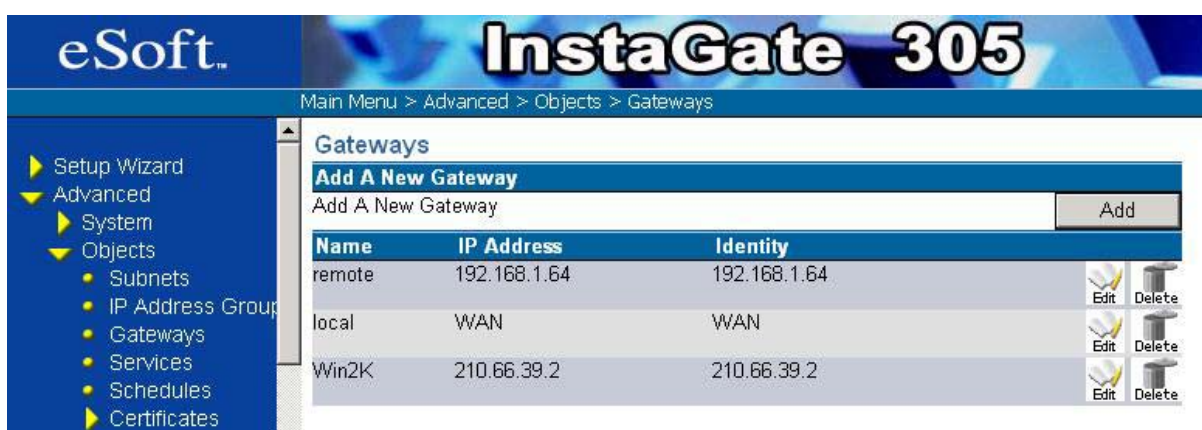 eSoft.
InstaGate 305
Main Menu > Advanced > Objects > Gateways
Setup Wizard
Advanced
System
Objects
Subnets
IP Address Group
Gateways
Services
Schedules
Certificates
Gateways
Add A New Gateway
Add A New Gateway Add
Name IP Address Identity
remote 192.168.1.64 192.168.1.64 Edit Delete
local WAN WAN Edit Delete
Win2K 210.66.39.2 210.66.39.2 Edit Delete